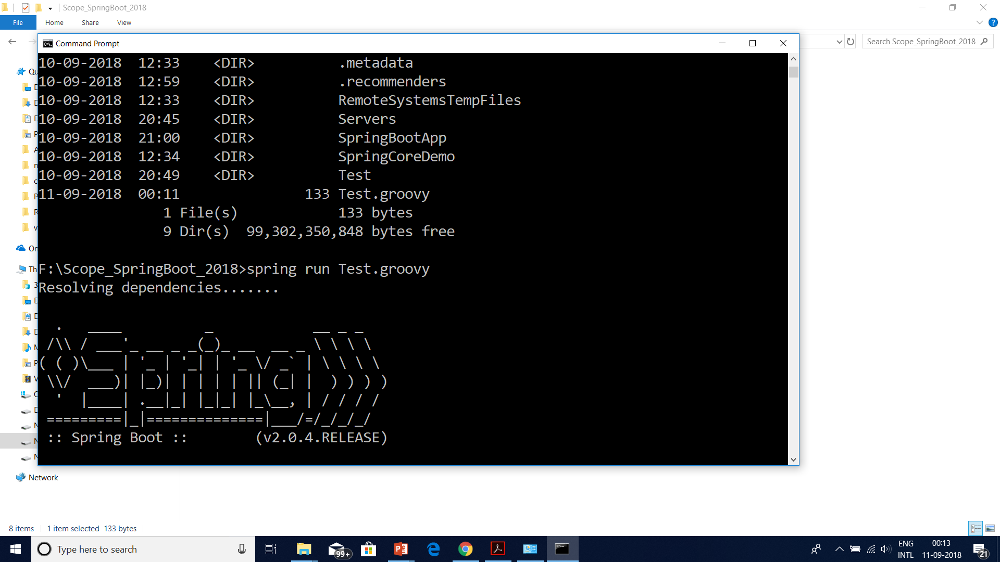 Scope_SpringBoot_2018
File Home Share View
Search Scope_SpringBoot_2018
Command Prompt
10-09-2018  12:33    <DIR>          .metadata
10-09-2018  12:59    <DIR>          .recommenders
10-09-2018  12:33    <DIR>          RemoteSystemsTempFiles
10-09-2018  20:45    <DIR>          Servers
10-09-2018  21:00    <DIR>          SpringBootApp
10-09-2018  12:34    <DIR>          SpringCoreDemo
10-09-2018  20:49    <DIR>          Test
11-09-2018  00:11               133 Test.groovy
               1 File(s)            133 bytes
               9 Dir(s)  99,302,350,848 bytes free
F:\Scope_SpringBoot_2018>spring run Test.groovy
Resolving dependencies.......
  .   ____          _            __ _ _
 /\\ / ___'_ __ _ _(_)_ __  __ _ \ \ \ \
( ( )\___ | '_ | '_| | '_ \/ _` | \ \ \ \
 \\/  ___)| |_)| | | | | || (_| |  ) ) ) )
  '  |____| .__|_| |_|_| |_\__, | / / / /
 =========|_|==============|___/=/_/_/_/
 :: Spring Boot ::        (v2.0.4.RELEASE)
Network
8 items 1 item selected 133 bytes
Type here to search
99+
ENG
INTL
00:13
11-09-2018
21